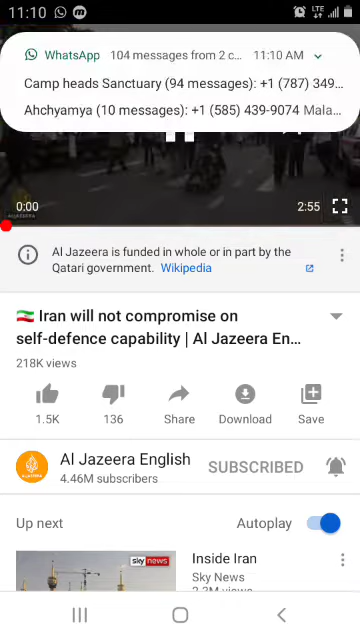 11:10
LTE
WhatsApp 104 messages from 2 c... 11:10 AM
Camp heads Sanctuary (94 messages): +1 (787) 349...
Ahchyamya (10 messages): +1 (585) 439-9074 Mala...
0:00 2:55
ALJAZEERA
Al Jazeera is funded in whole or in part by the
Qatari government. Wikipedia
Iran will not compromise on
self-defence capability | Al Jazeera En...
218K views
1.5K 136 Share Download Save
Al Jazeera English SUBSCRIBED
4.46M subscribers
Up next Autoplay
sky news
Inside Iran
Sky News